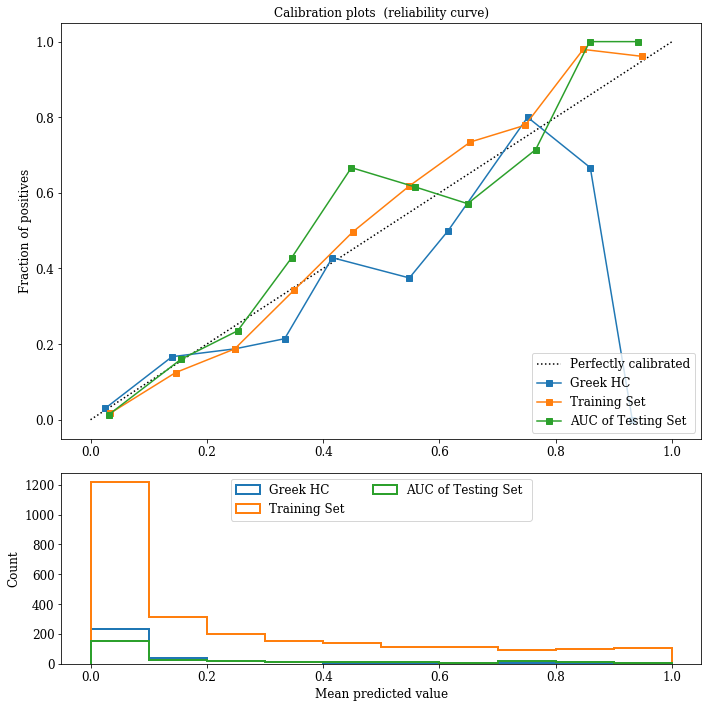 Calibration plots  (reliability curve)
Fraction of positives
1.0
0.8
0.6
0.4
0.2
0.0
Perfectly calibrated
Greek HC
Training Set
AUC of Testing Set
0.0 0.2 0.4 0.6 0.8 1.0
Count
1200
1000
800
600
400
200
0
Greek HC AUC of Testing Set
Training Set
0.0 0.2 0.4 0.6 0.8 1.0
Mean predicted value